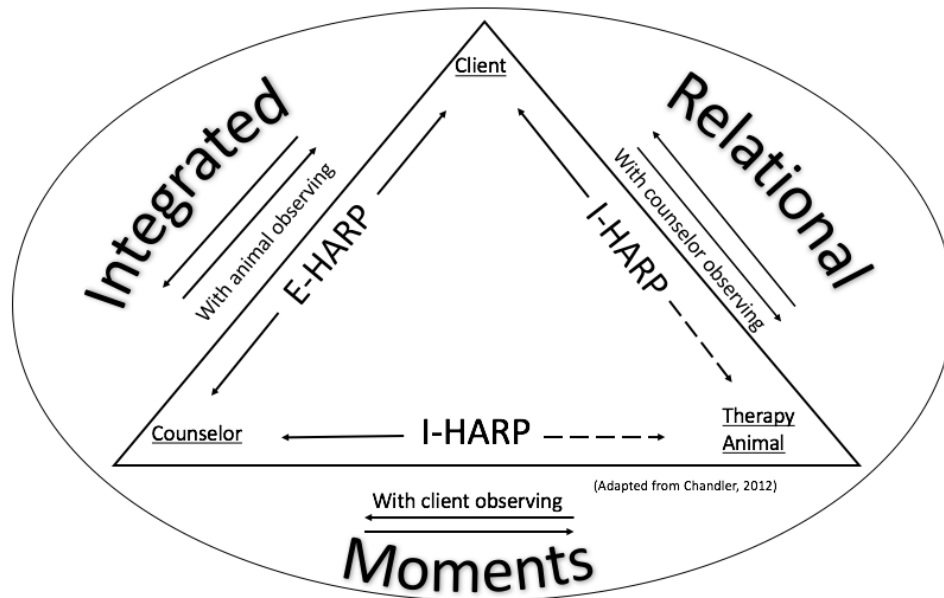 Client
Integrated
Relational
With animal observing
With counselor observing
E-HARP
I-HARP
Counselor
I-HARP
Therapy
Animal
(Adapted from Chandler, 2012)
With client observing
Moments